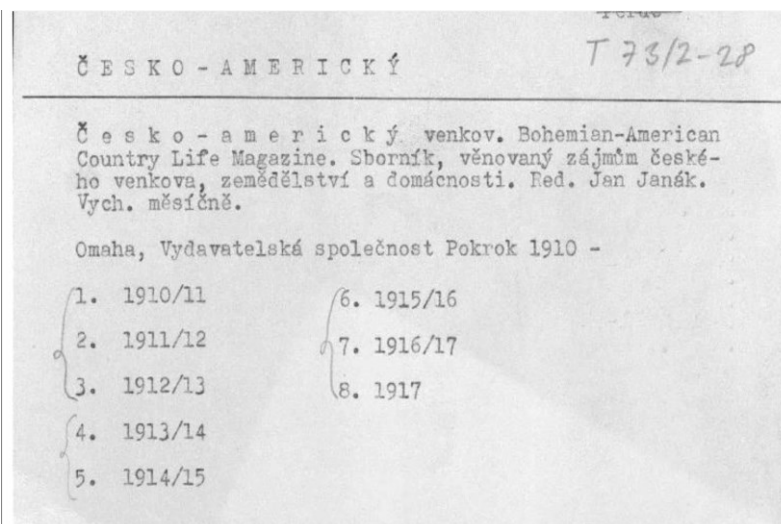 T 73/2-28
ČESKO-AMERICKÝ
Česko-americký venkov. Bohemian-American
Country Life Magazine. Sborník, věnovaný zájmům české-
ho venkova, zemědělství a domácnosti. Red. Jan Janák.
Vych. měsíčně.
Omaha, Vydavatelská společnost Pokrok 1910 -
1. 1910/11
2. 1911/12
3. 1912/13
4. 1913/14
5. 1914/15
6. 1915/16
7. 1916/17
8. 1917